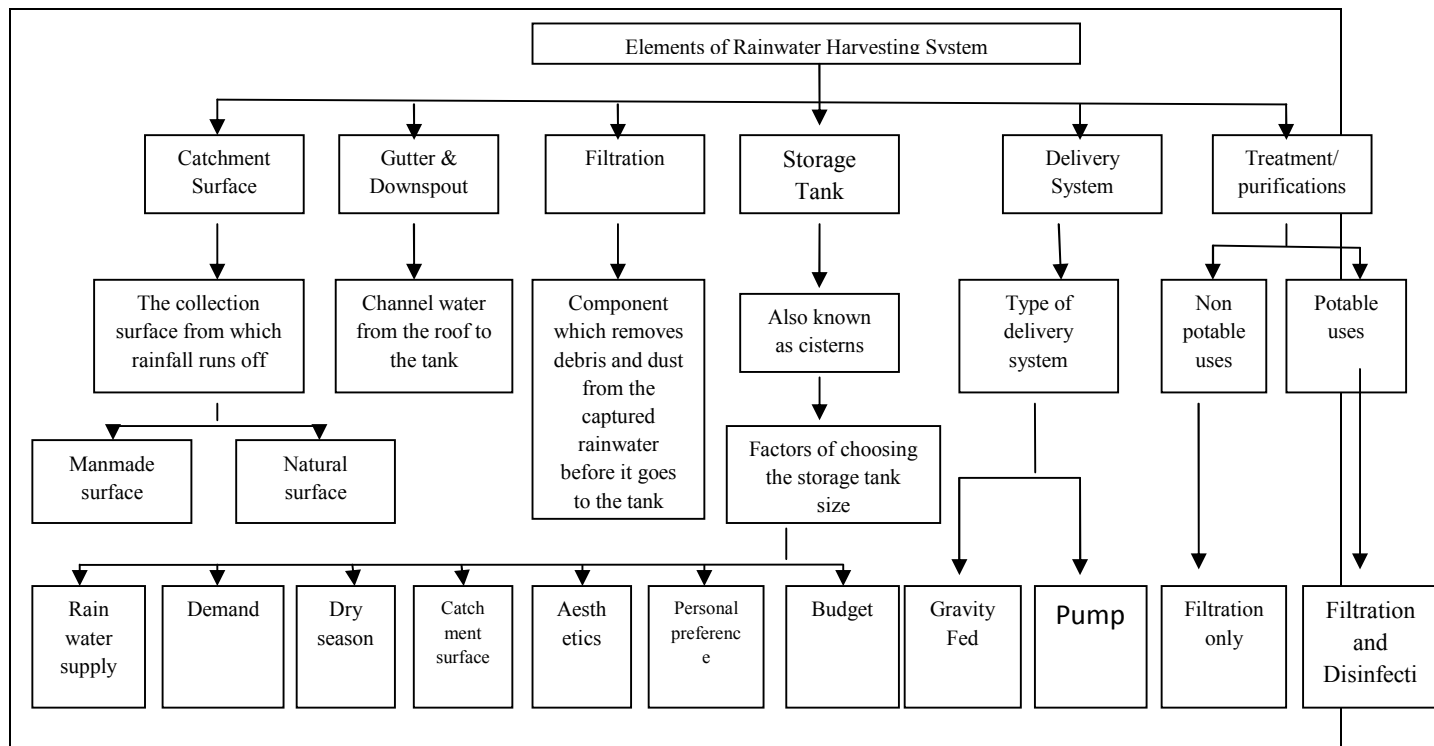 Elements of Rainwater Harvesting System
Catchment
Surface
Gutter &
Downspout
Filtration
Storage
Tank
Delivery
System
Treatment/
purifications
The collection
surface from which
rainfall runs off
Channel water
from the roof to
the tank
Component
which removes
debris and dust
from the
captured
rainwater
before it goes
to the tank
Also known
as cisterns
Type of
delivery
system
Non
potable
uses
Potable
uses
Manmade
surface
Natural
surface
Factors of choosing
the storage tank
size
Rain
water
supply
Demand
Dry
season
Catch
ment
surface
Aesth
etics
Personal
preferenc
e
Budget
Gravity
Fed
Pump
Filtration
only
Filtration
and
Disinfecti